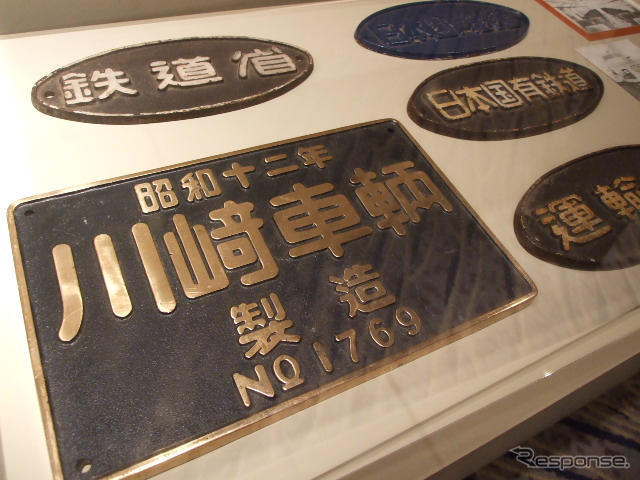 鉄道省
日本国有鉄道
運輸
昭和十二年
川崎車輌
製造
No 1769
Response.